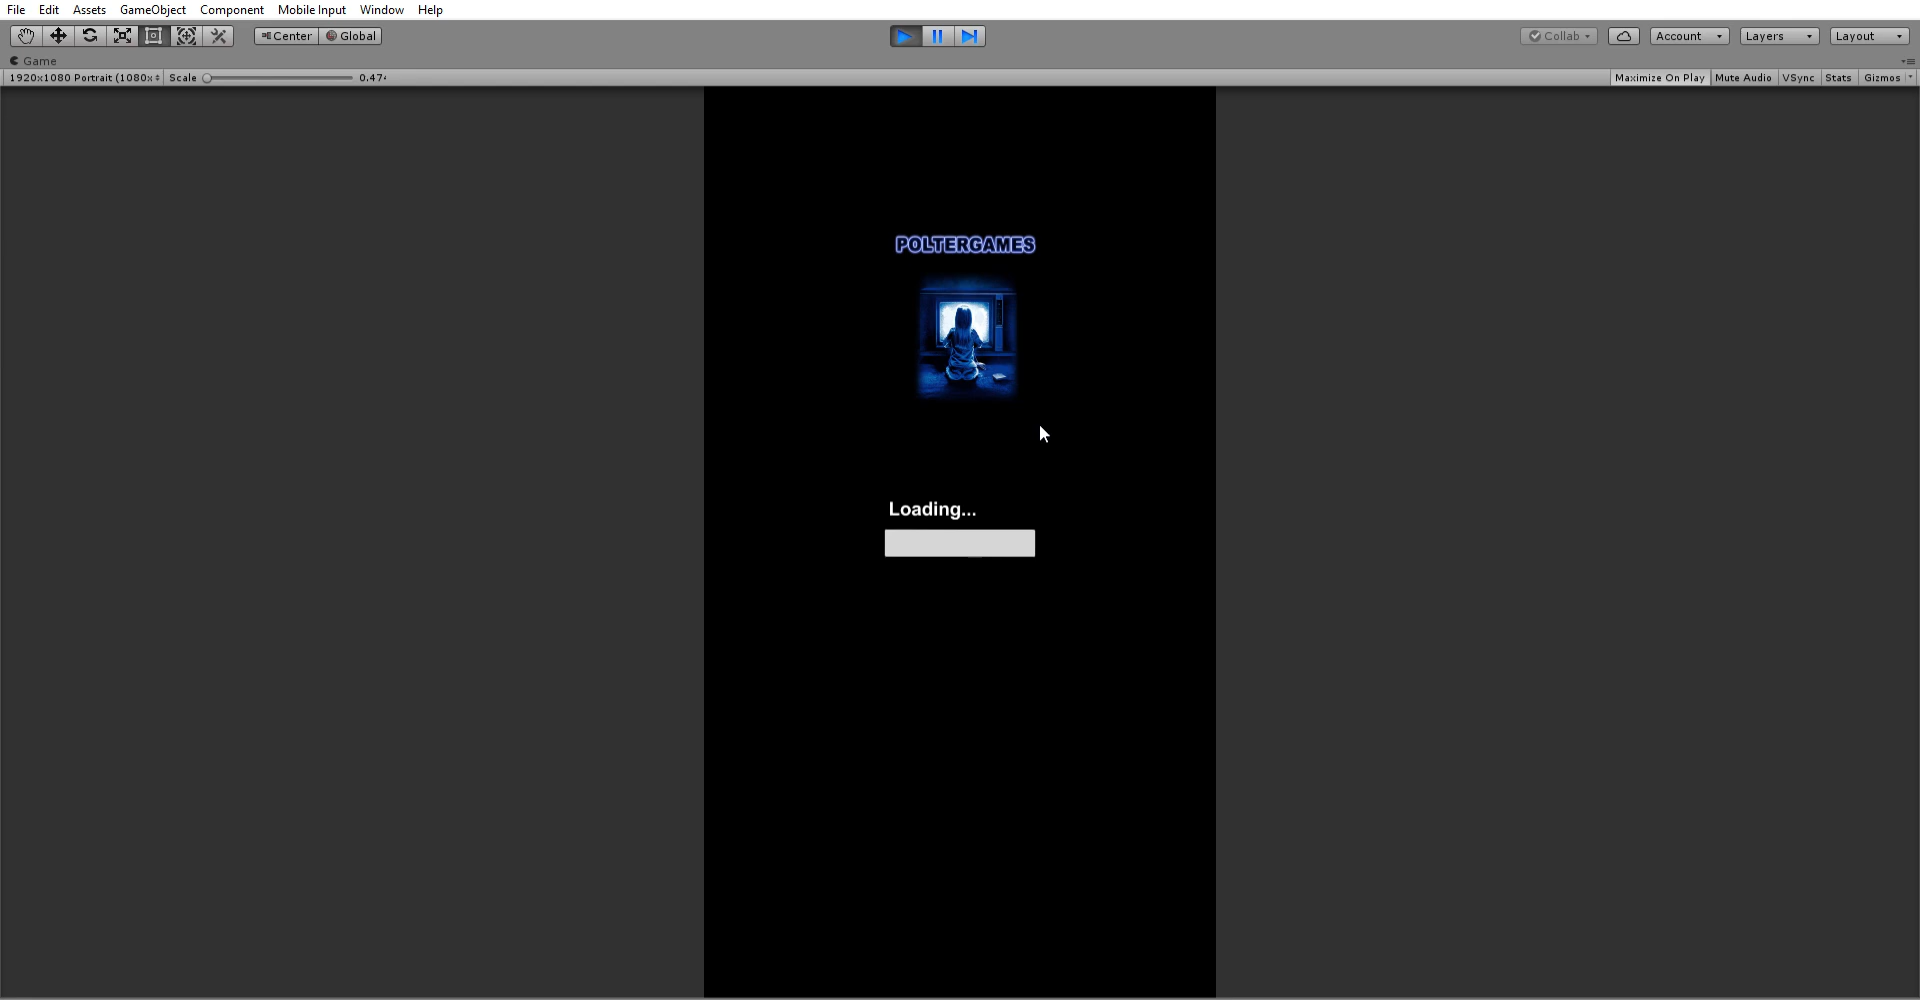 File Edit Assets GameObject Component Mobile Input Window Help
Center Global Collab Account Layers Layout
Game
1920x1080 Portrait (1080x Scale 0.474 Maximize On Play Mute Audio VSync Stats Gizmos
POLTERGAMES
Loading...